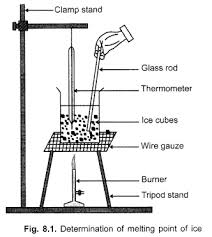 Clamp stand
Glass rod
Thermometer
Ice cubes
Wire gauze
Burner
Tripod stand
Fig. 8.1. Determination of melting point of ice